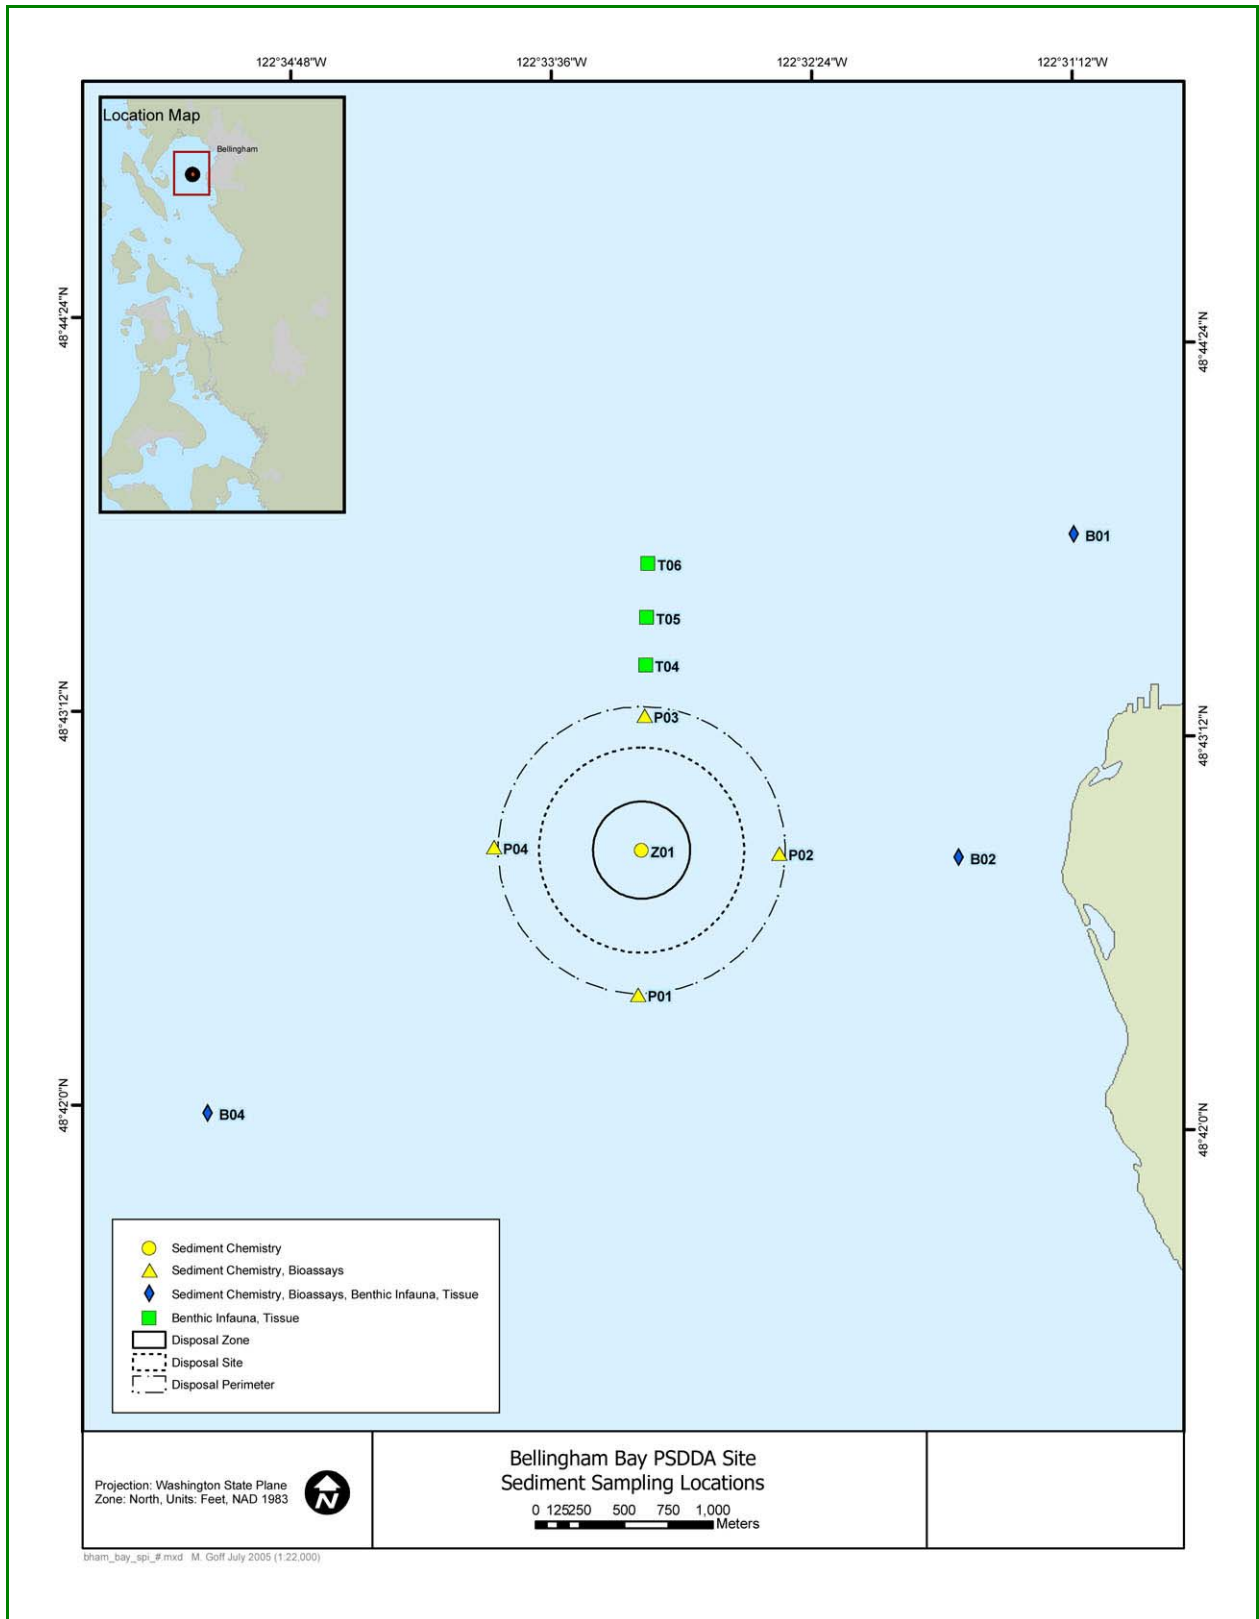 122°34'48"W
122°33'36"W
122°32'24"W
122°31'12"W
Location Map
Bellingham
48°44'24"N
48°44'24"N
B01
T06
T05
T04
48°43'12"N
48°43'12"N
P03
P04
Z01
P02
B02
P01
48°42'0"N
48°42'0"N
B04
Sediment Chemistry
Sediment Chemistry, Bioassays
Sediment Chemistry, Bioassays, Benthic Infauna, Tissue
Benthic Infauna, Tissue
Disposal Zone
Disposal Site
Disposal Perimeter
Projection: Washington State Plane
Zone: North, Units: Feet, NAD 1983
N
Bellingham Bay PSDDA Site
Sediment Sampling Locations
0 125 250 500 750 1,000
Meters
bham_bay_spi_#.mxd M. Goff July 2005 (1:22,000)